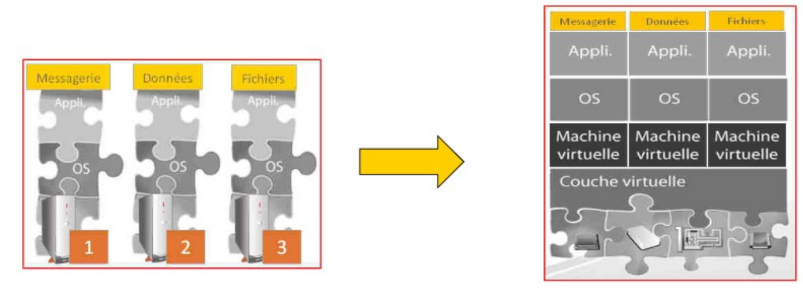 Messagerie Données Fichiers
Appli. Appli. Appli.
OS OS OS
1 2 3
Messagerie Données Fichiers
Appli. Appli. Appli.
OS OS OS
Machine Machine Machine
virtuelle virtuelle virtuelle
Couche virtuelle